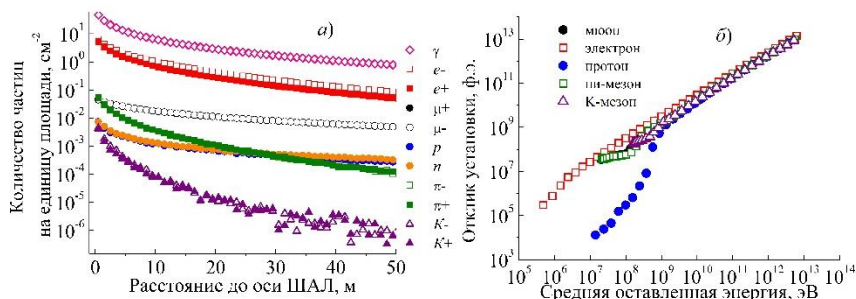 а)
Количество частиц
на единицу площади, см-2
10^1
10^0
10^-1
10^-2
10^-3
10^-4
10^-5
10^-6
0 10 20 30 40 50
Расстояние до оси ШАЛ, м
γ
e-
e+
μ+
μ-
p
n
π-
π+
K-
K+
б)
Отклик установки, ф.э.
10^13
10^11
10^9
10^7
10^5
10^3
мюон
электрон
протон
пи-мезон
K-мезон
10^5 10^6 10^7 10^8 10^9 10^10 10^11 10^12 10^13 10^14
Средняя оставленная энергия, эВ